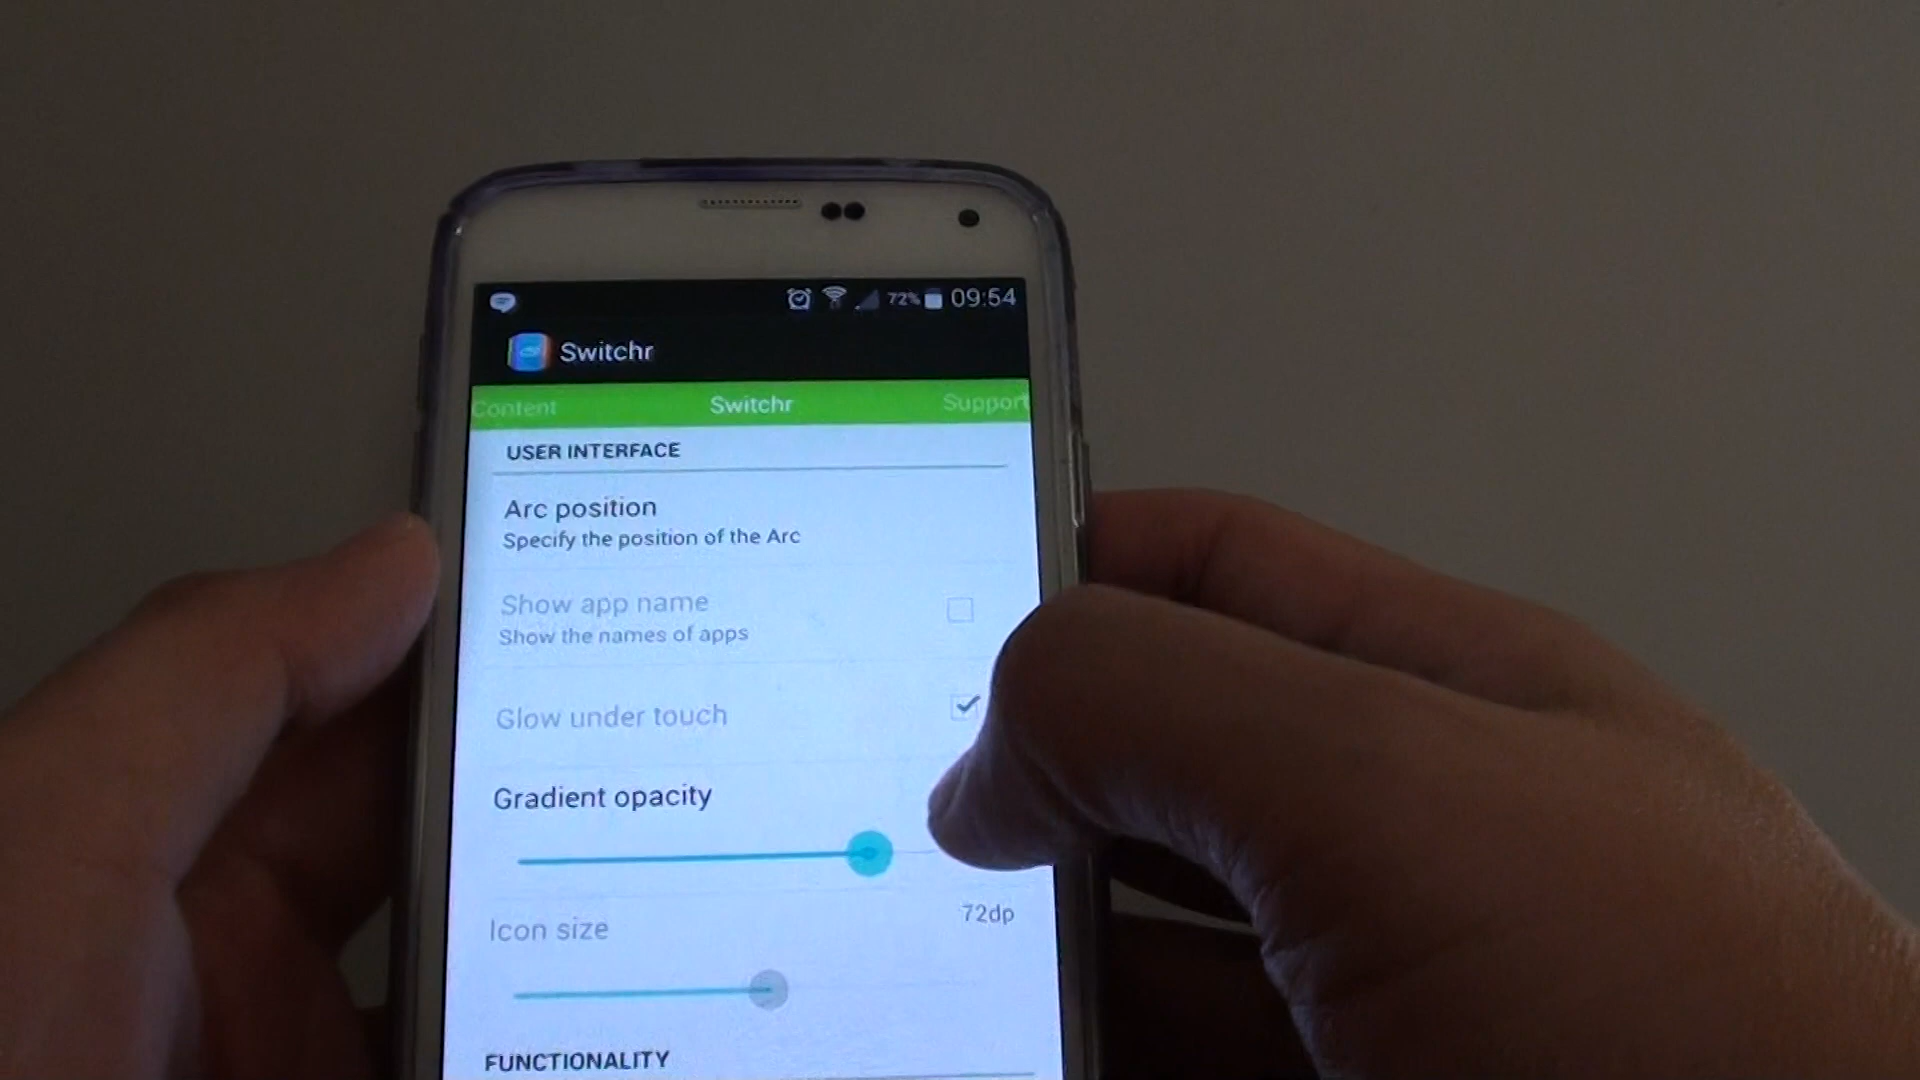 72% 09:54
Switchr
Content Switchr Support
USER INTERFACE
Arc position
Specify the position of the Arc
Show app name
Show the names of apps
Glow under touch
Gradient opacity
Icon size 72dp
FUNCTIONALITY